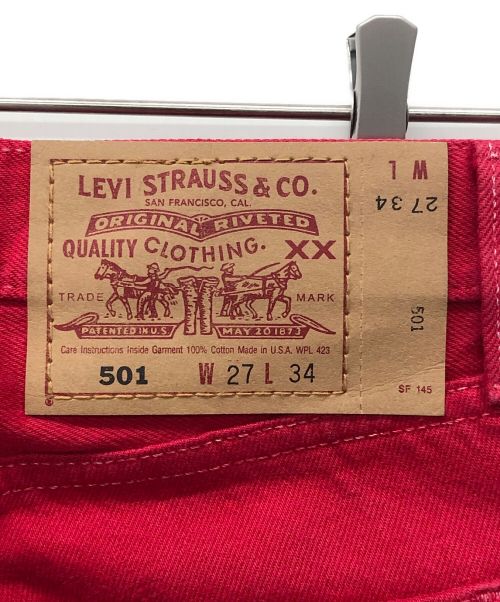 LEVI STRAUSS & CO.
SAN FRANCISCO, CAL.
ORIGINAL RIVETED
QUALITY CLOTHING. XX
TRADE MARK
PATENTED IN U.S. MAY 20 1873
Care Instructions Inside Garment 100% Cotton Made in U.S.A. WPL 423
501 W 27 L 34
W L
27 34
501
SF 145
®